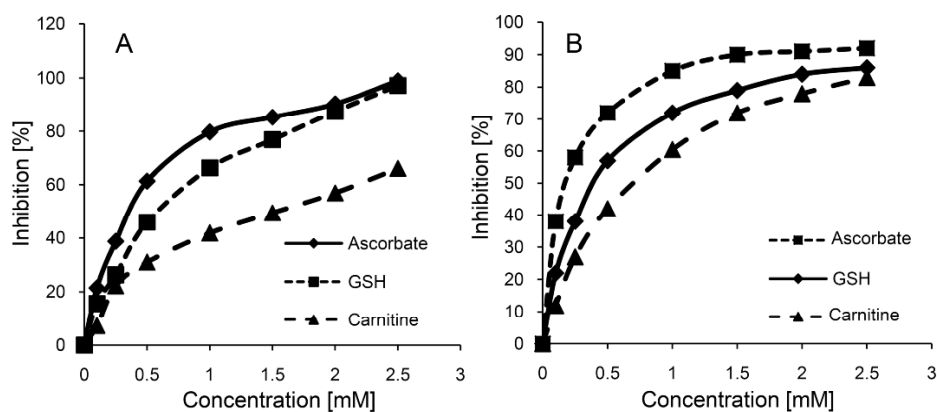 A
Inhibition [%]
120
100
80
60
40
20
0
Ascorbate
GSH
Carnitine
0 0.5 1 1.5 2 2.5 3
Concentration [mM]
B
Inhibition [%]
100
90
80
70
60
50
40
30
20
10
0
Ascorbate
GSH
Carnitine
0 0.5 1 1.5 2 2.5 3
Concentration [mM]